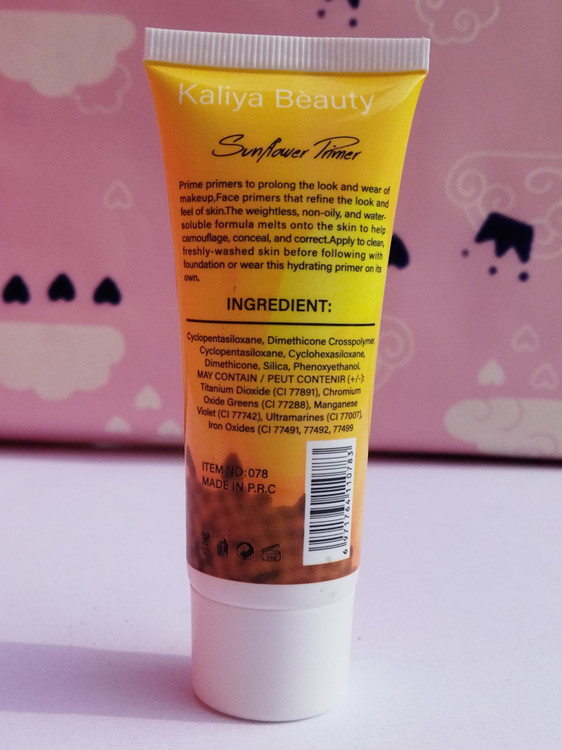 Kaliya Beauty
Sunflower Primer
Prime primers to prolong the look and wear of
makeup,Face primers that refine the look and
feel of skin.The weightless, non-oily, and water-
soluble formula melts onto the skin to help
camouflage, conceal, and correct.Apply to clean,
freshly-washed skin before following with
foundation or wear this hydrating primer on its
own.
INGREDIENT:
Cyclopentasiloxane, Dimethicone Crosspolymer,
Cyclopentasiloxane, Cyclohexasiloxane,
Dimethicone, Silica, Phenoxyethanol.
MAY CONTAIN / PEUT CONTENIR (+/-):
Titanium Dioxide (CI 77891), Chromium
Oxide Greens (CI 77288), Manganese
Violet (CI 77742), Ultramarines (CI 77007),
Iron Oxides (CI 77491, 77492, 77499
ITEM NO:078
MADE IN P.R.C
6 971764 110783